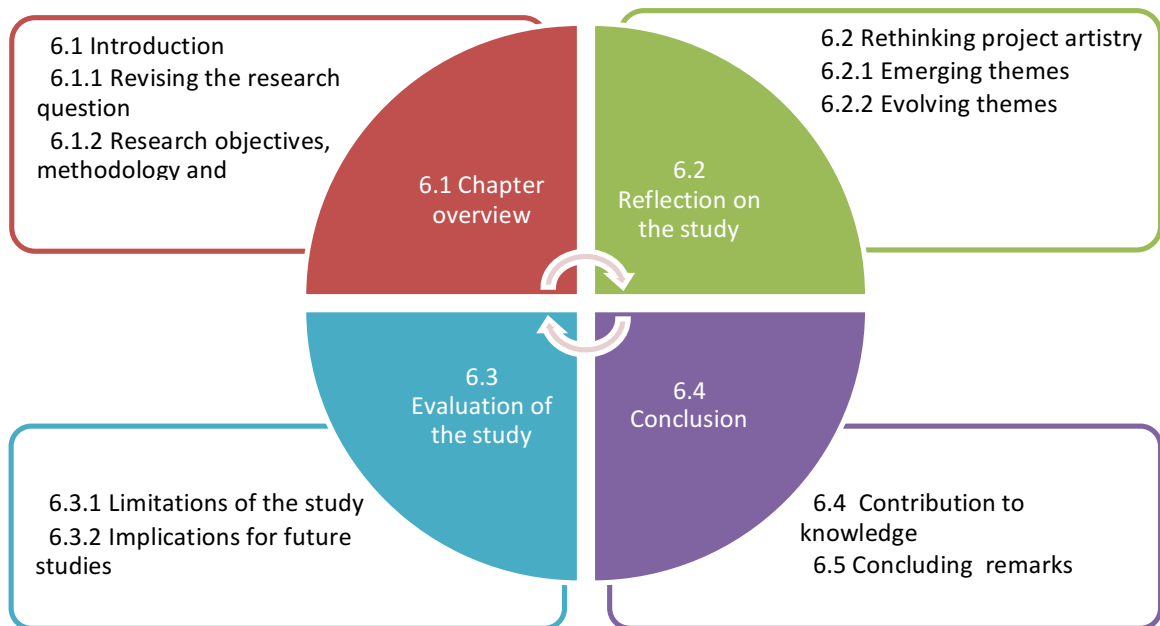 6.1 Introduction
6.1.1 Revising the research
question
6.1.2 Research objectives,
methodology and
6.1 Chapter
overview
6.2 Rethinking project artistry
6.2.1 Emerging themes
6.2.2 Evolving themes
6.2
Reflection on
the study
6.3
Evaluation of
the study
6.3.1 Limitations of the study
6.3.2 Implications for future
studies
6.4
Conclusion
6.4 Contribution to
knowledge
6.5 Concluding remarks